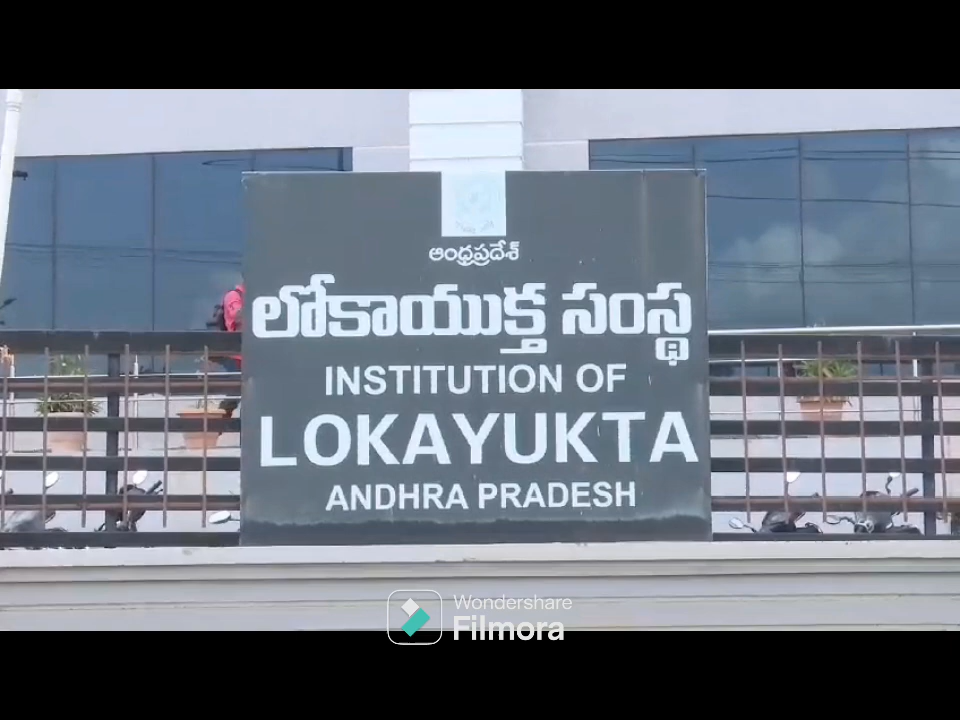 ఆంధ్రప్రదేశ్
లోకాయుక్త సంస్థ
INSTITUTION OF
LOKAYUKTA
ANDHRA PRADESH
Wondershare
Filmora